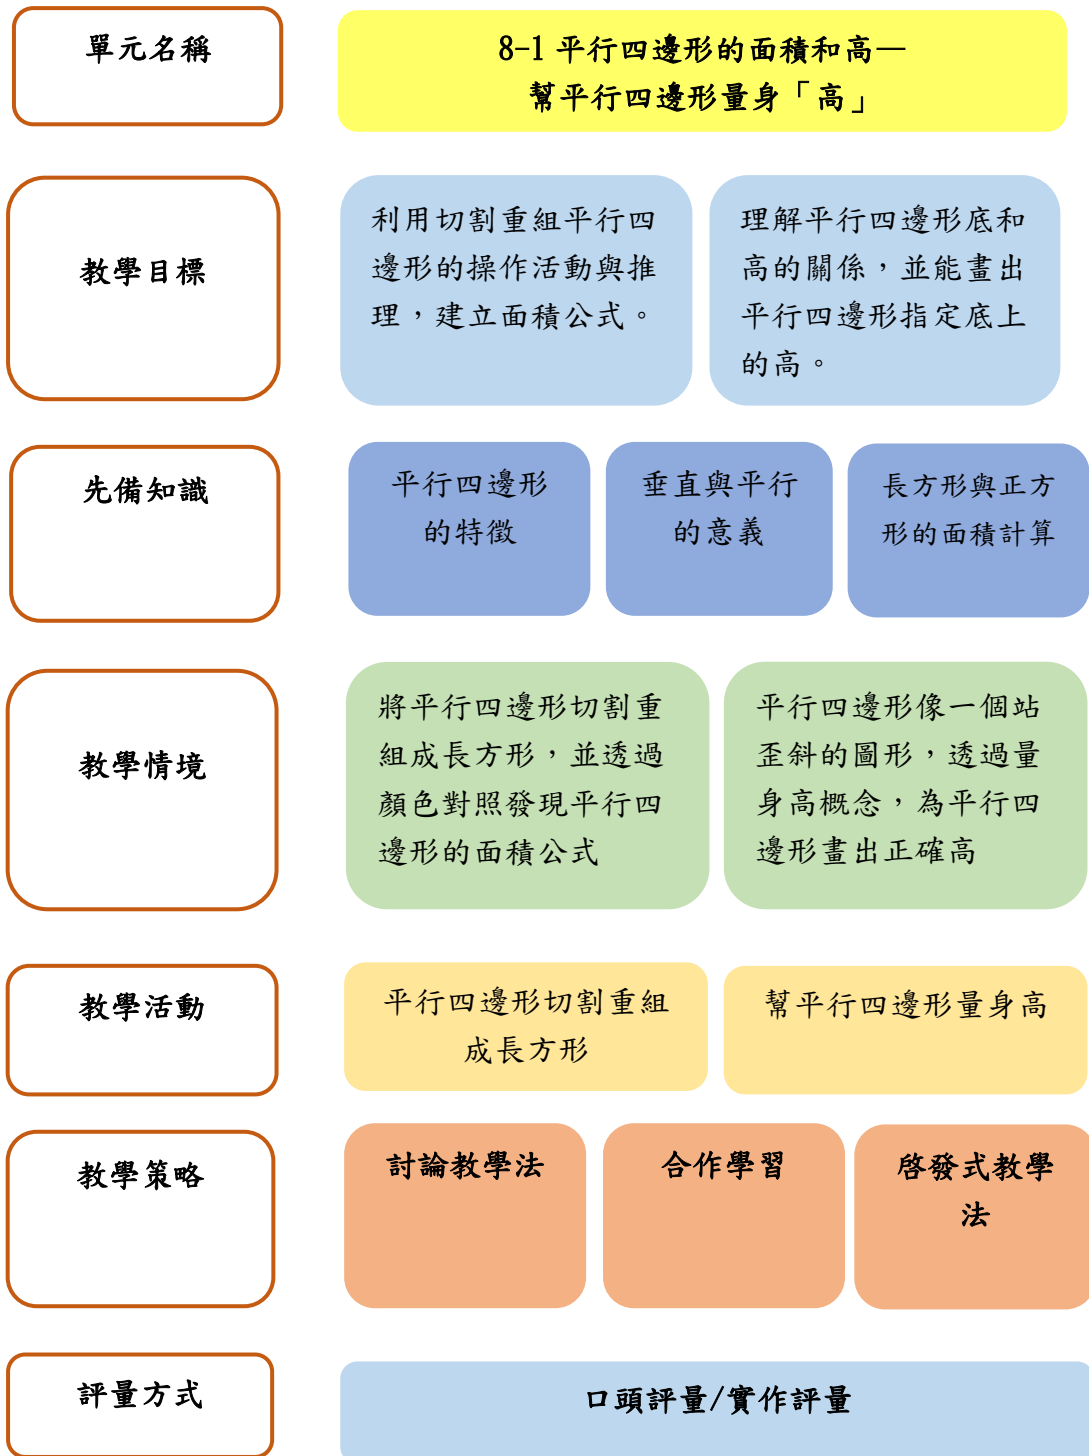 單元名稱
8-1 平行四邊形的面積和高—
幫平行四邊形量身「高」
教學目標
利用切割重組平行四
邊形的操作活動與推
理，建立面積公式。
理解平行四邊形底和
高的關係，並能畫出
平行四邊形指定底上
的高。
先備知識
平行四邊形
的特徵
垂直與平行
的意義
長方形與正方
形的面積計算
教學情境
將平行四邊形切割重
組成長方形，並透過
顏色對照發現平行四
邊形的面積公式
平行四邊形像一個站
歪斜的圖形，透過量
身高概念，為平行四
邊形畫出正確高
教學活動
平行四邊形切割重組
成長方形
幫平行四邊形量身高
教學策略
討論教學法
合作學習
啓發式教學
法
評量方式
口頭評量/實作評量